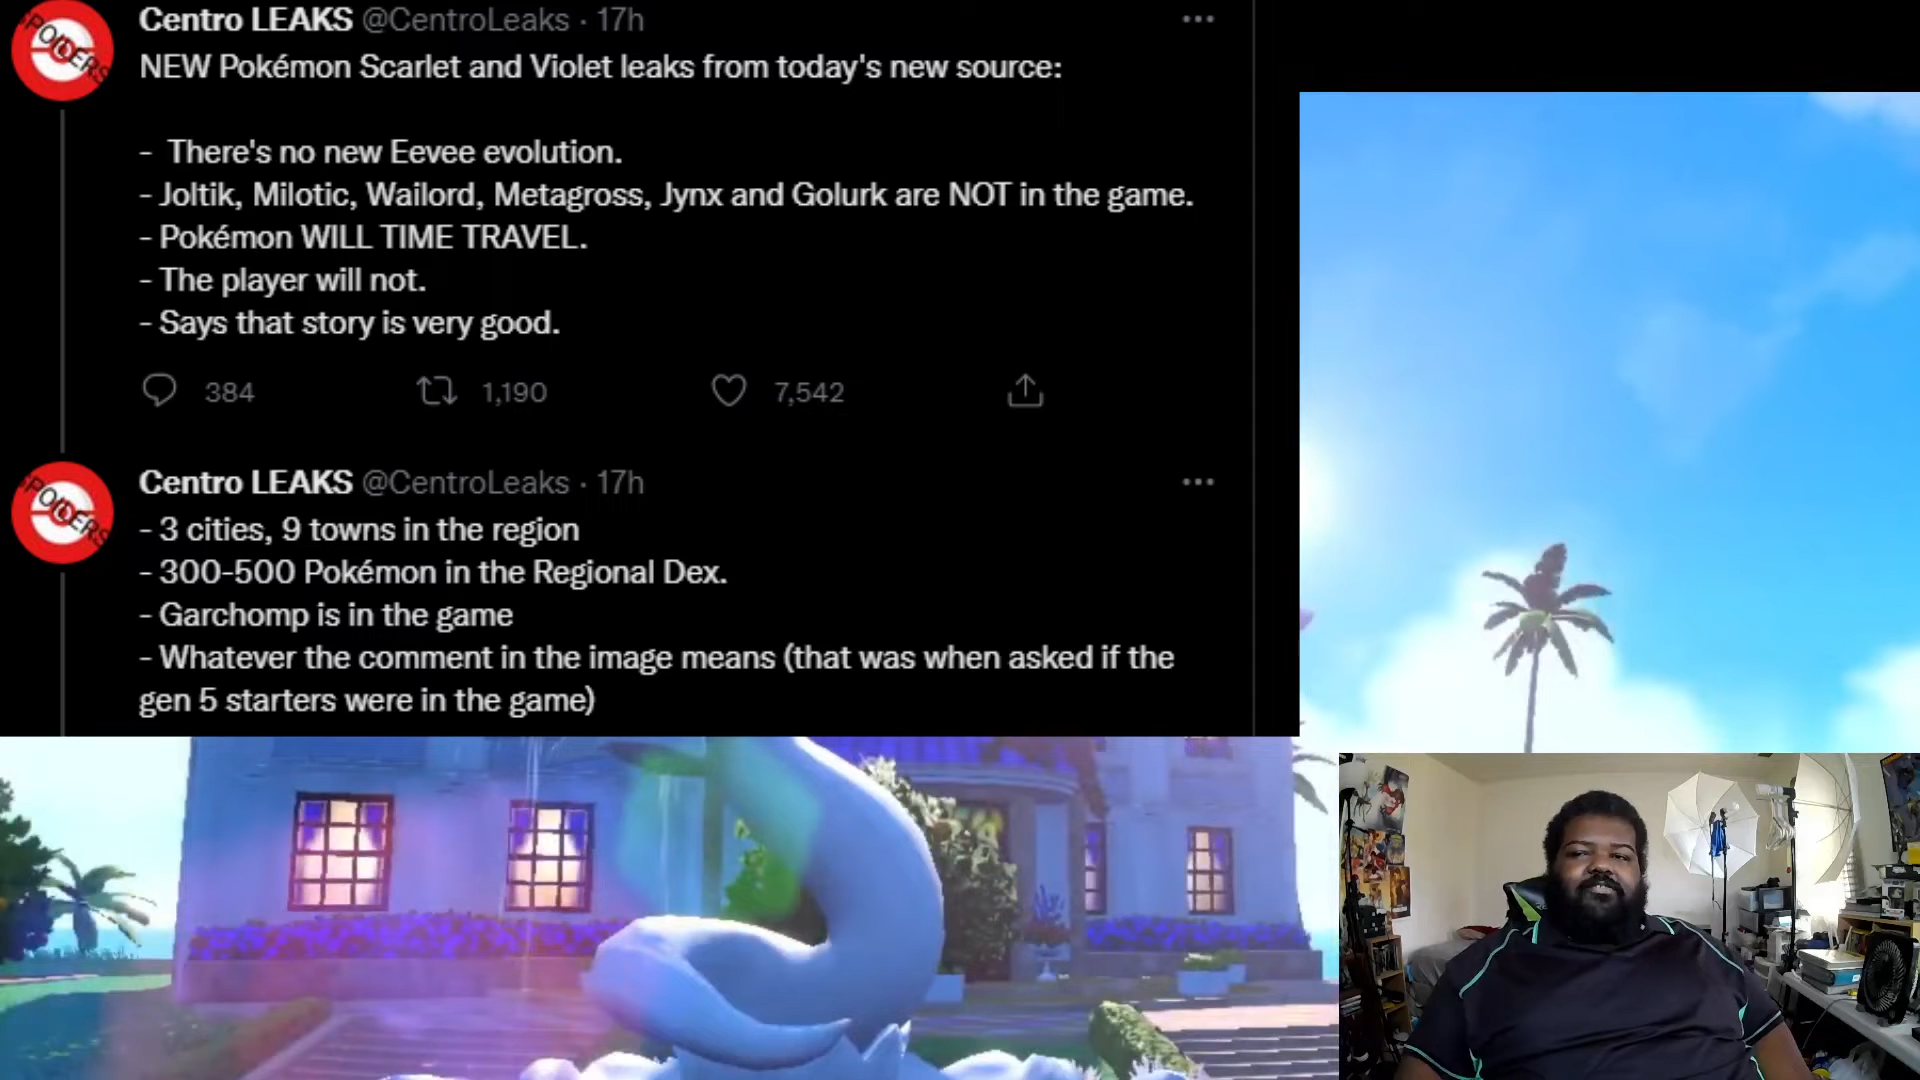 Centro LEAKS @CentroLeaks · 17h
NEW Pokémon Scarlet and Violet leaks from today's new source:
- There's no new Eevee evolution.
- Joltik, Milotic, Wailord, Metagross, Jynx and Golurk are NOT in the game.
- Pokémon WILL TIME TRAVEL.
- The player will not.
- Says that story is very good.
384 1,190 7,542
Centro LEAKS @CentroLeaks · 17h
- 3 cities, 9 towns in the region
- 300-500 Pokémon in the Regional Dex.
- Garchomp is in the game
- Whatever the comment in the image means (that was when asked if the
gen 5 starters were in the game)
SPOILERS
SPOILERS